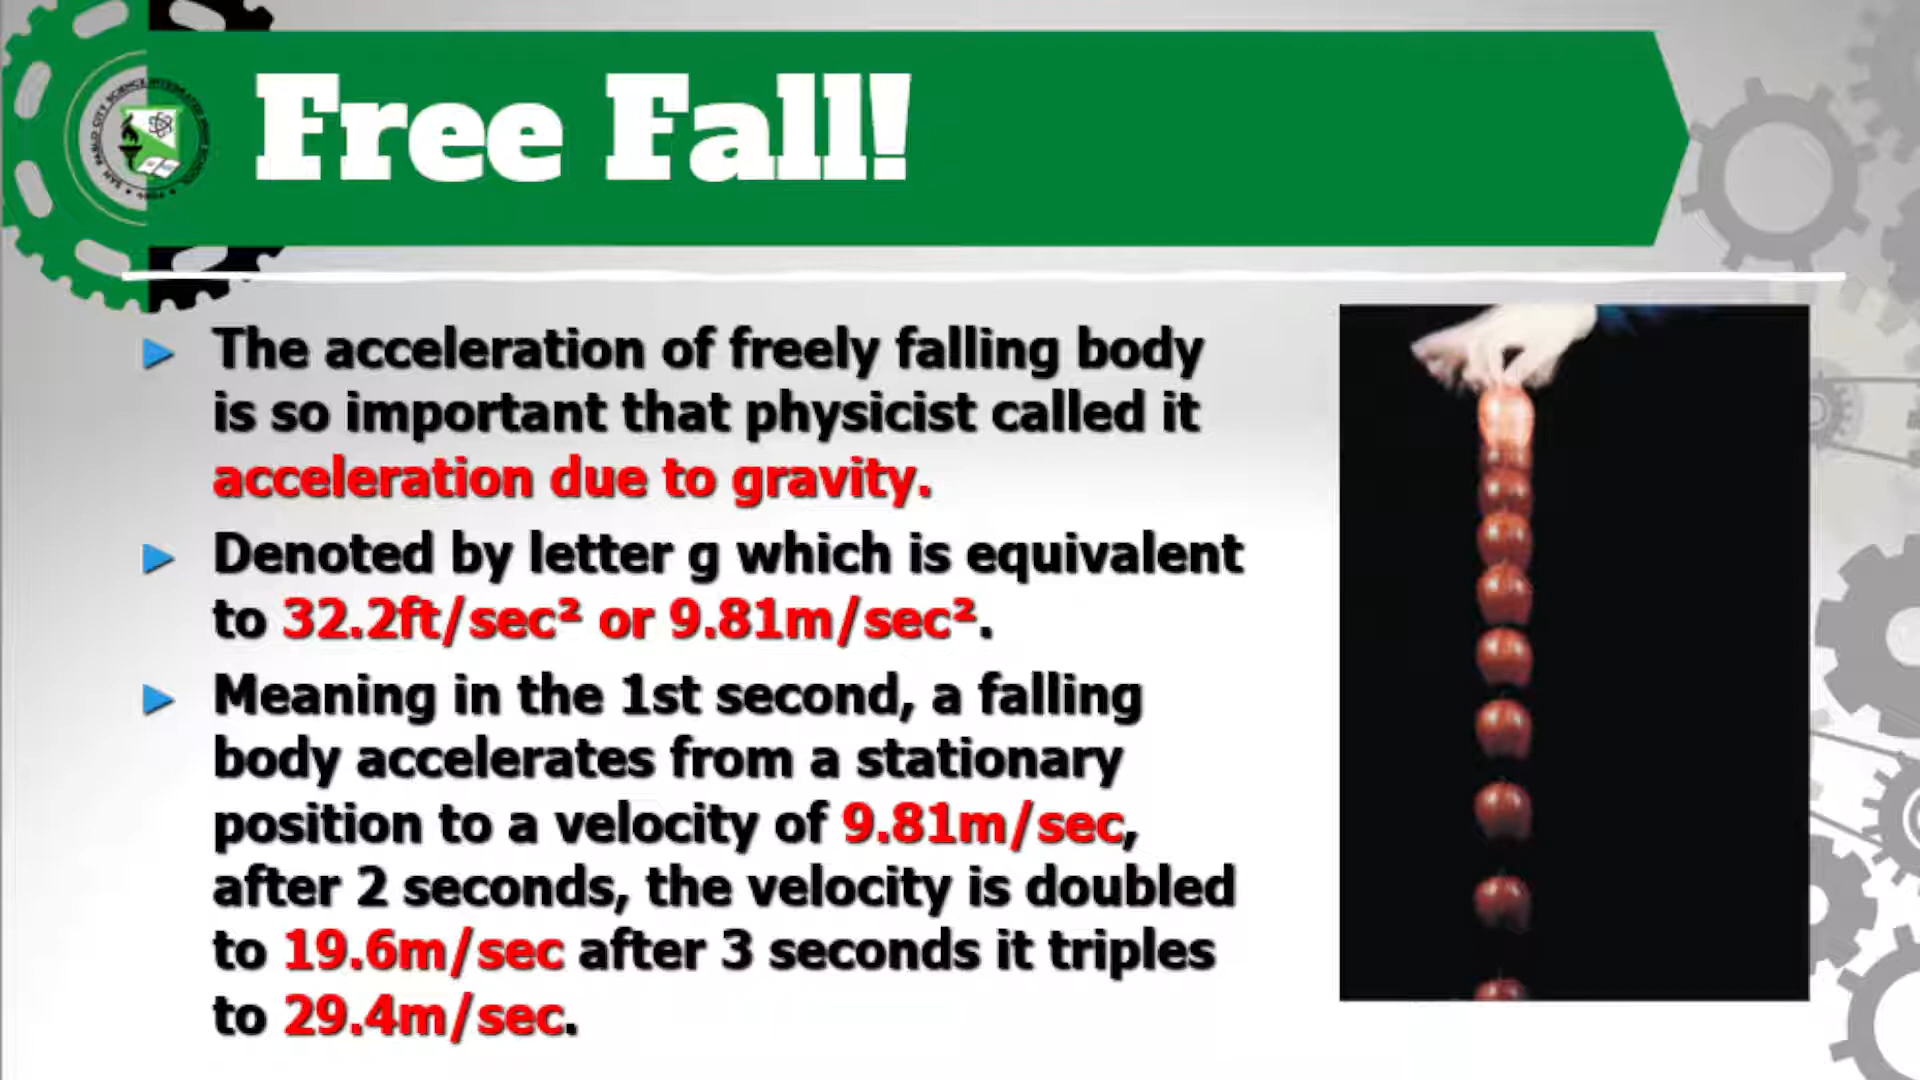 Free Fall!
The acceleration of freely falling body
is so important that physicist called it
acceleration due to gravity.
Denoted by letter g which is equivalent
to 32.2ft/sec² or 9.81m/sec².
Meaning in the 1st second, a falling
body accelerates from a stationary
position to a velocity of 9.81m/sec,
after 2 seconds, the velocity is doubled
to 19.6m/sec after 3 seconds it triples
to 29.4m/sec.